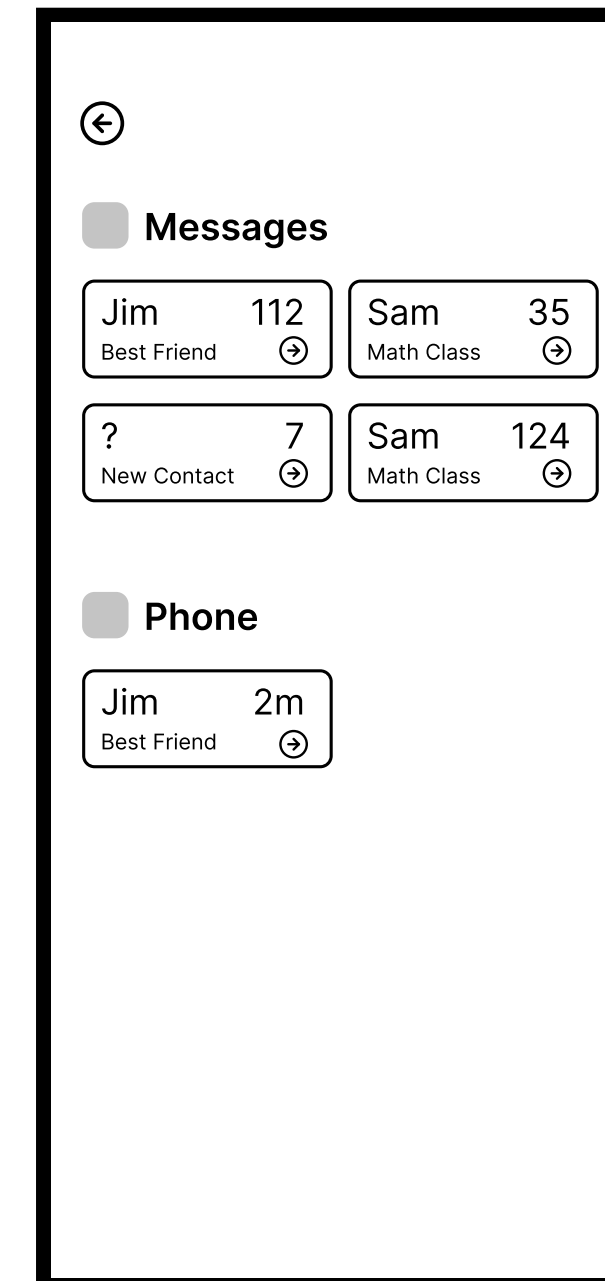 Messages
Jim 112
Best Friend
Sam 35
Math Class
? 7
New Contact
Sam 124
Math Class
Phone
Jim 2m
Best Friend